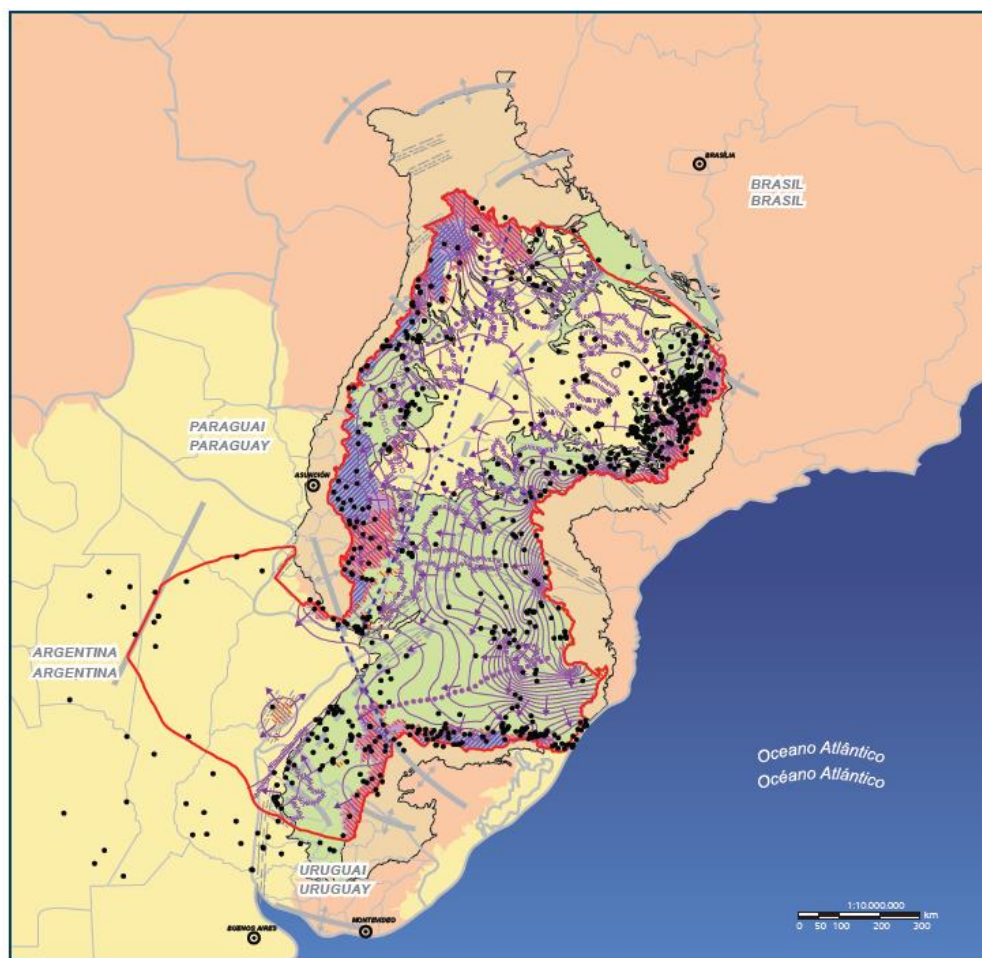 BRASÍLIA
BRASIL
BRASIL
PARAGUAI
PARAGUAY
ASUNCIÓN
ARGENTINA
ARGENTINA
Oceano Atlântico
Océano Atlántico
URUGUAI
URUGUAY
MONTEVIDEO
BUENOS AIRES
1:10.000.000
km
0 50 100 200 300